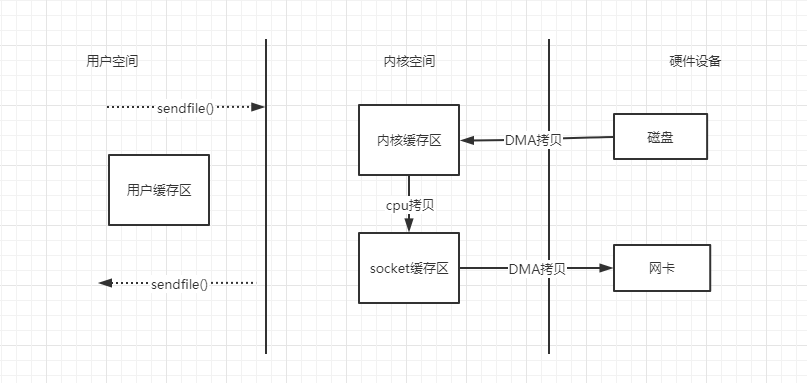 用户空间
内核空间
硬件设备
sendfile()
内核缓存区
DMA拷贝
磁盘
用户缓存区
cpu拷贝
socket缓存区
DMA拷贝
网卡
sendfile()